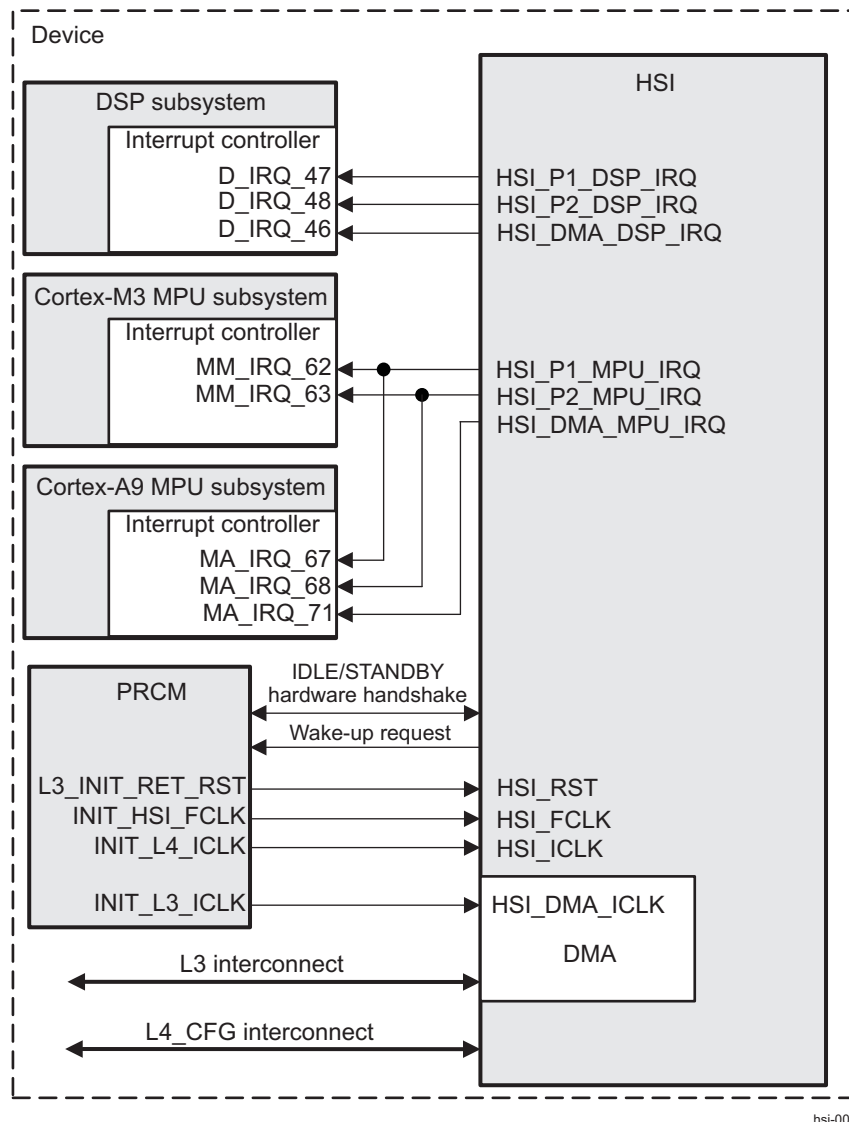 Device
HSI
DSP subsystem
Interrupt controller
D_IRQ_47
D_IRQ_48
D_IRQ_46
HSI_P1_DSP_IRQ
HSI_P2_DSP_IRQ
HSI_DMA_DSP_IRQ
Cortex-M3 MPU subsystem
Interrupt controller
MM_IRQ_62
MM_IRQ_63
HSI_P1_MPU_IRQ
HSI_P2_MPU_IRQ
HSI_DMA_MPU_IRQ
Cortex-A9 MPU subsystem
Interrupt controller
MA_IRQ_67
MA_IRQ_68
MA_IRQ_71
PRCM
IDLE/STANDBY
hardware handshake
Wake-up request
L3_INIT_RET_RST
INIT_HSI_FCLK
INIT_L4_ICLK
INIT_L3_ICLK
HSI_RST
HSI_FCLK
HSI_ICLK
HSI_DMA_ICLK
DMA
L3 interconnect
L4_CFG interconnect
hsi-00